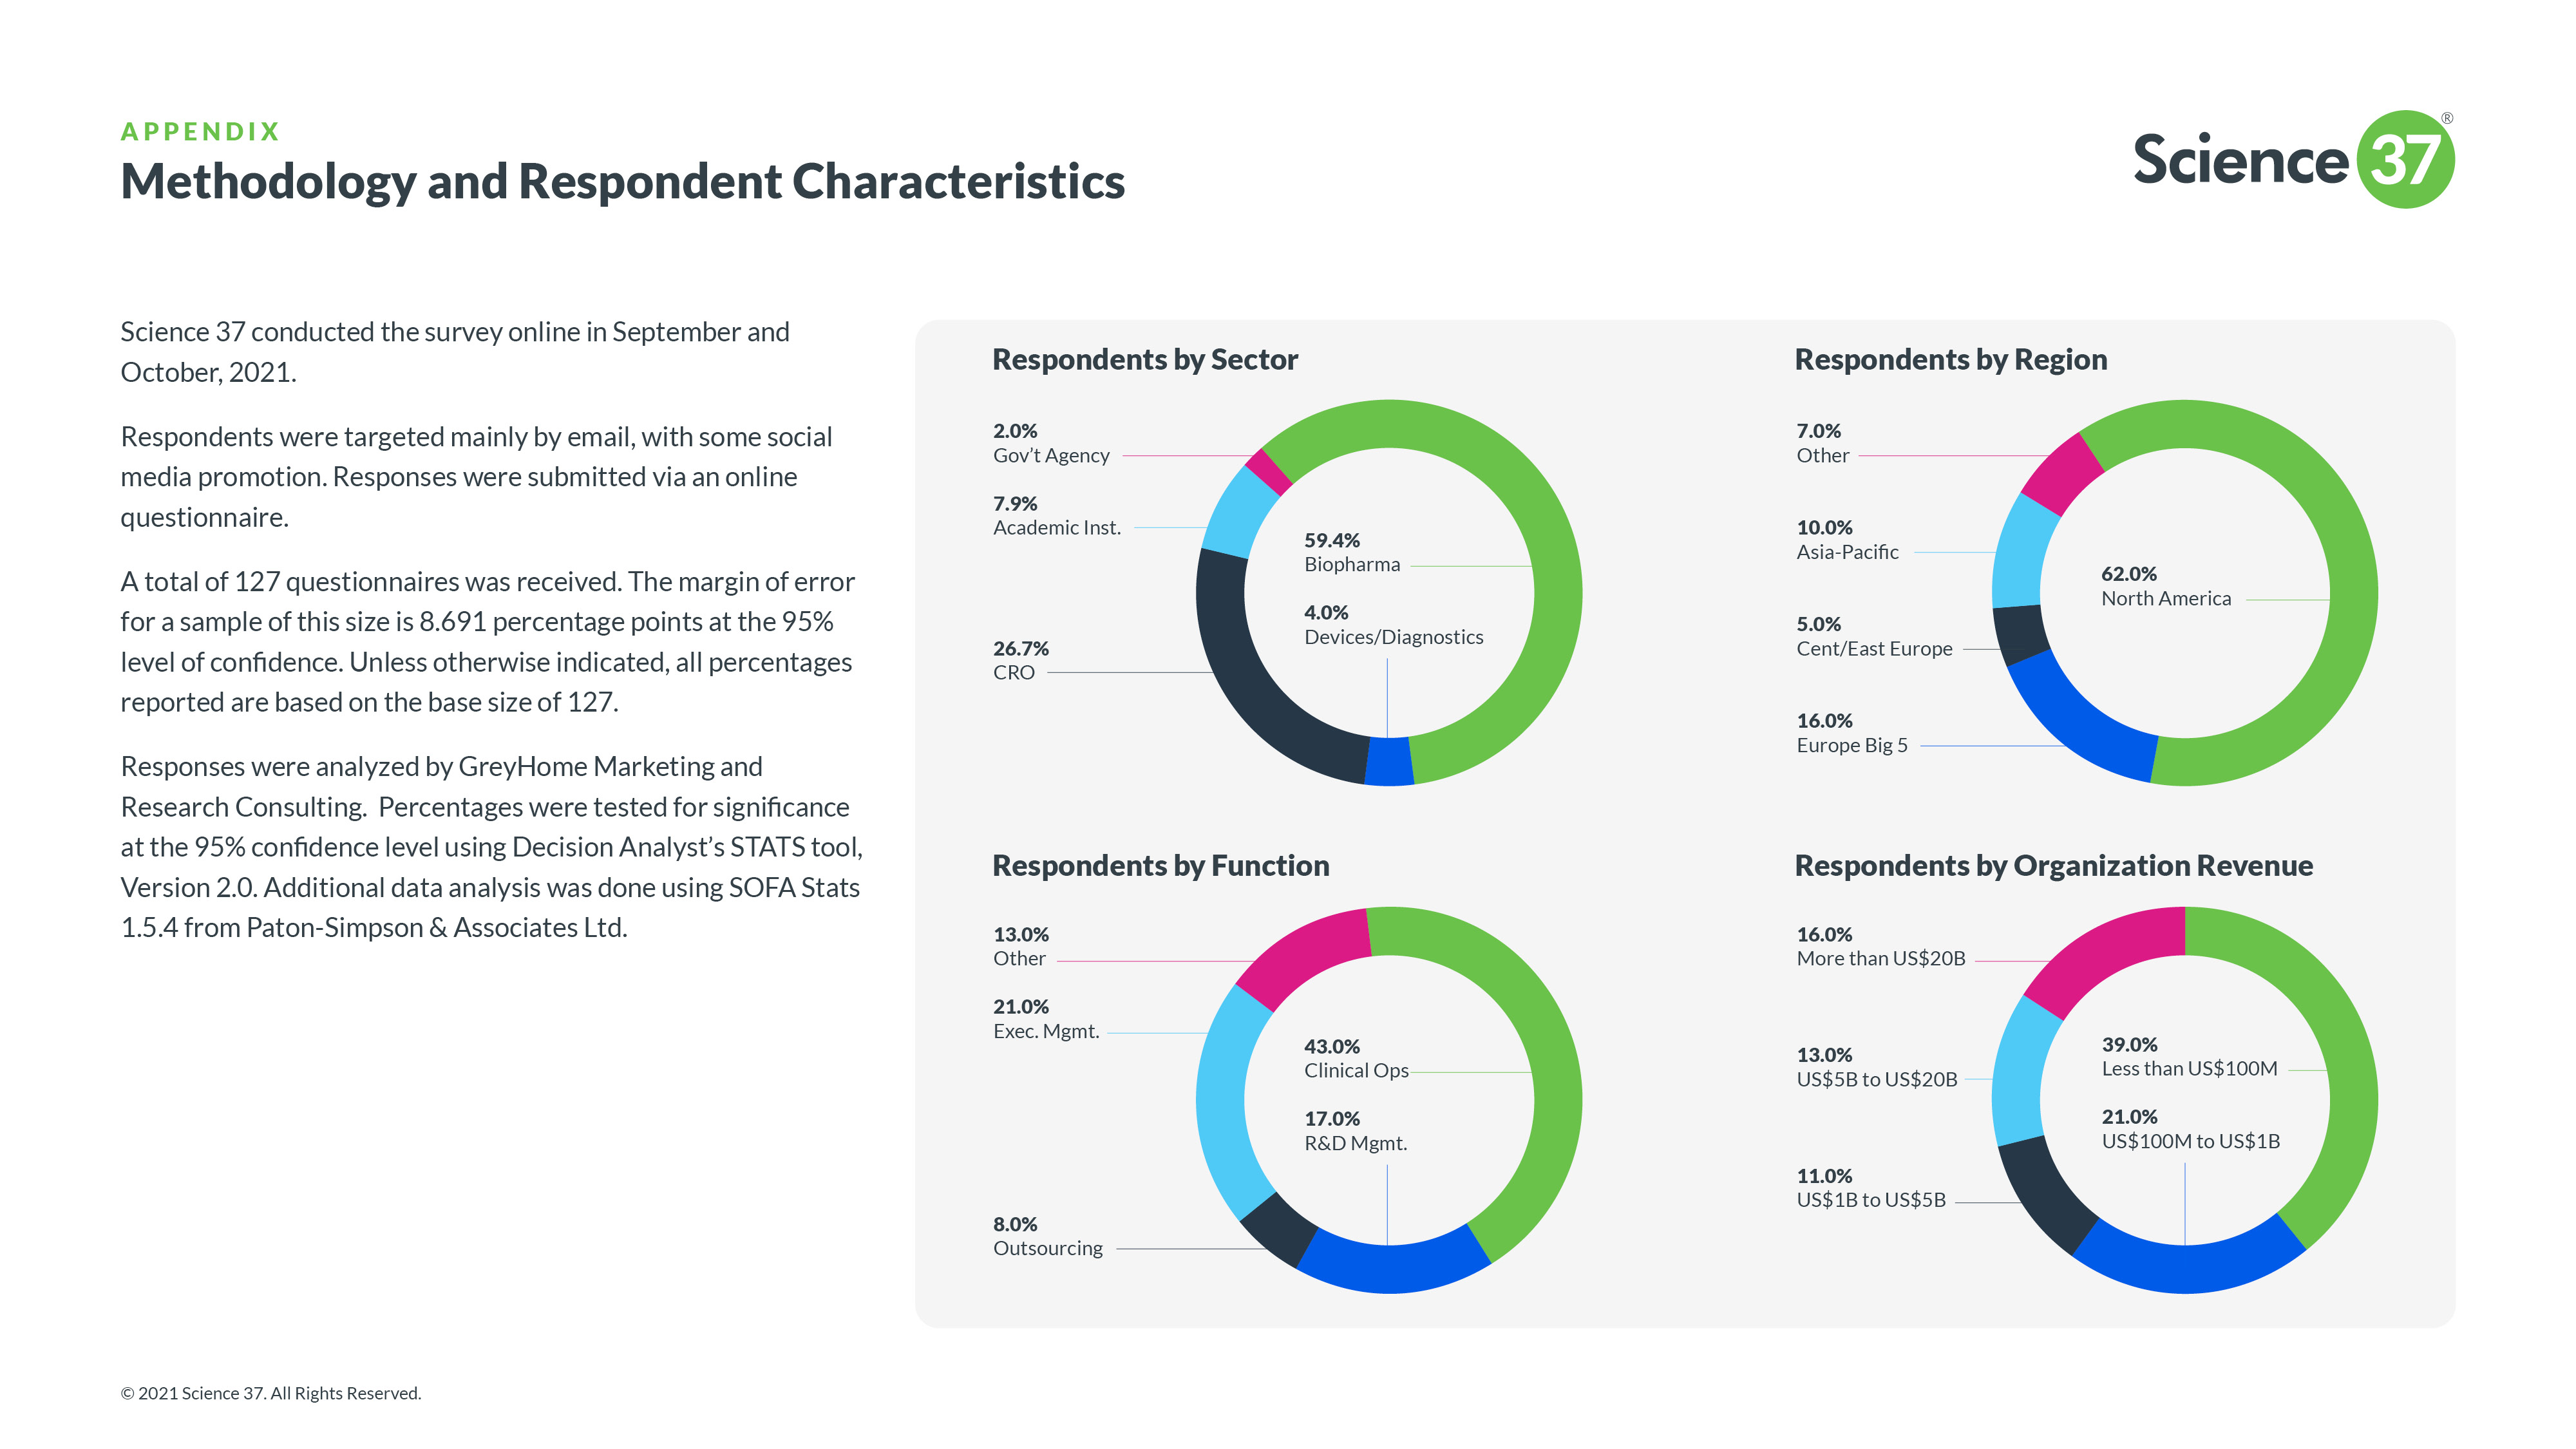 APPENDIX
Methodology and Respondent Characteristics
Science 37®
Science 37 conducted the survey online in September and
October, 2021.
Respondents were targeted mainly by email, with some social
media promotion. Responses were submitted via an online
questionnaire.
A total of 127 questionnaires was received. The margin of error
for a sample of this size is 8.691 percentage points at the 95%
level of confidence. Unless otherwise indicated, all percentages
reported are based on the base size of 127.
Responses were analyzed by GreyHome Marketing and
Research Consulting.  Percentages were tested for significance
at the 95% confidence level using Decision Analyst’s STATS tool,
Version 2.0. Additional data analysis was done using SOFA Stats
1.5.4 from Paton-Simpson & Associates Ltd.
Respondents by Sector
2.0%
Gov’t Agency
7.9%
Academic Inst.
26.7%
CRO
59.4%
Biopharma
4.0%
Devices/Diagnostics
Respondents by Region
7.0%
Other
10.0%
Asia-Pacific
5.0%
Cent/East Europe
16.0%
Europe Big 5
62.0%
North America
Respondents by Function
13.0%
Other
21.0%
Exec. Mgmt.
8.0%
Outsourcing
43.0%
Clinical Ops
17.0%
R&D Mgmt.
Respondents by Organization Revenue
16.0%
More than US$20B
13.0%
US$5B to US$20B
11.0%
US$1B to US$5B
39.0%
Less than US$100M
21.0%
US$100M to US$1B
© 2021 Science 37. All Rights Reserved.